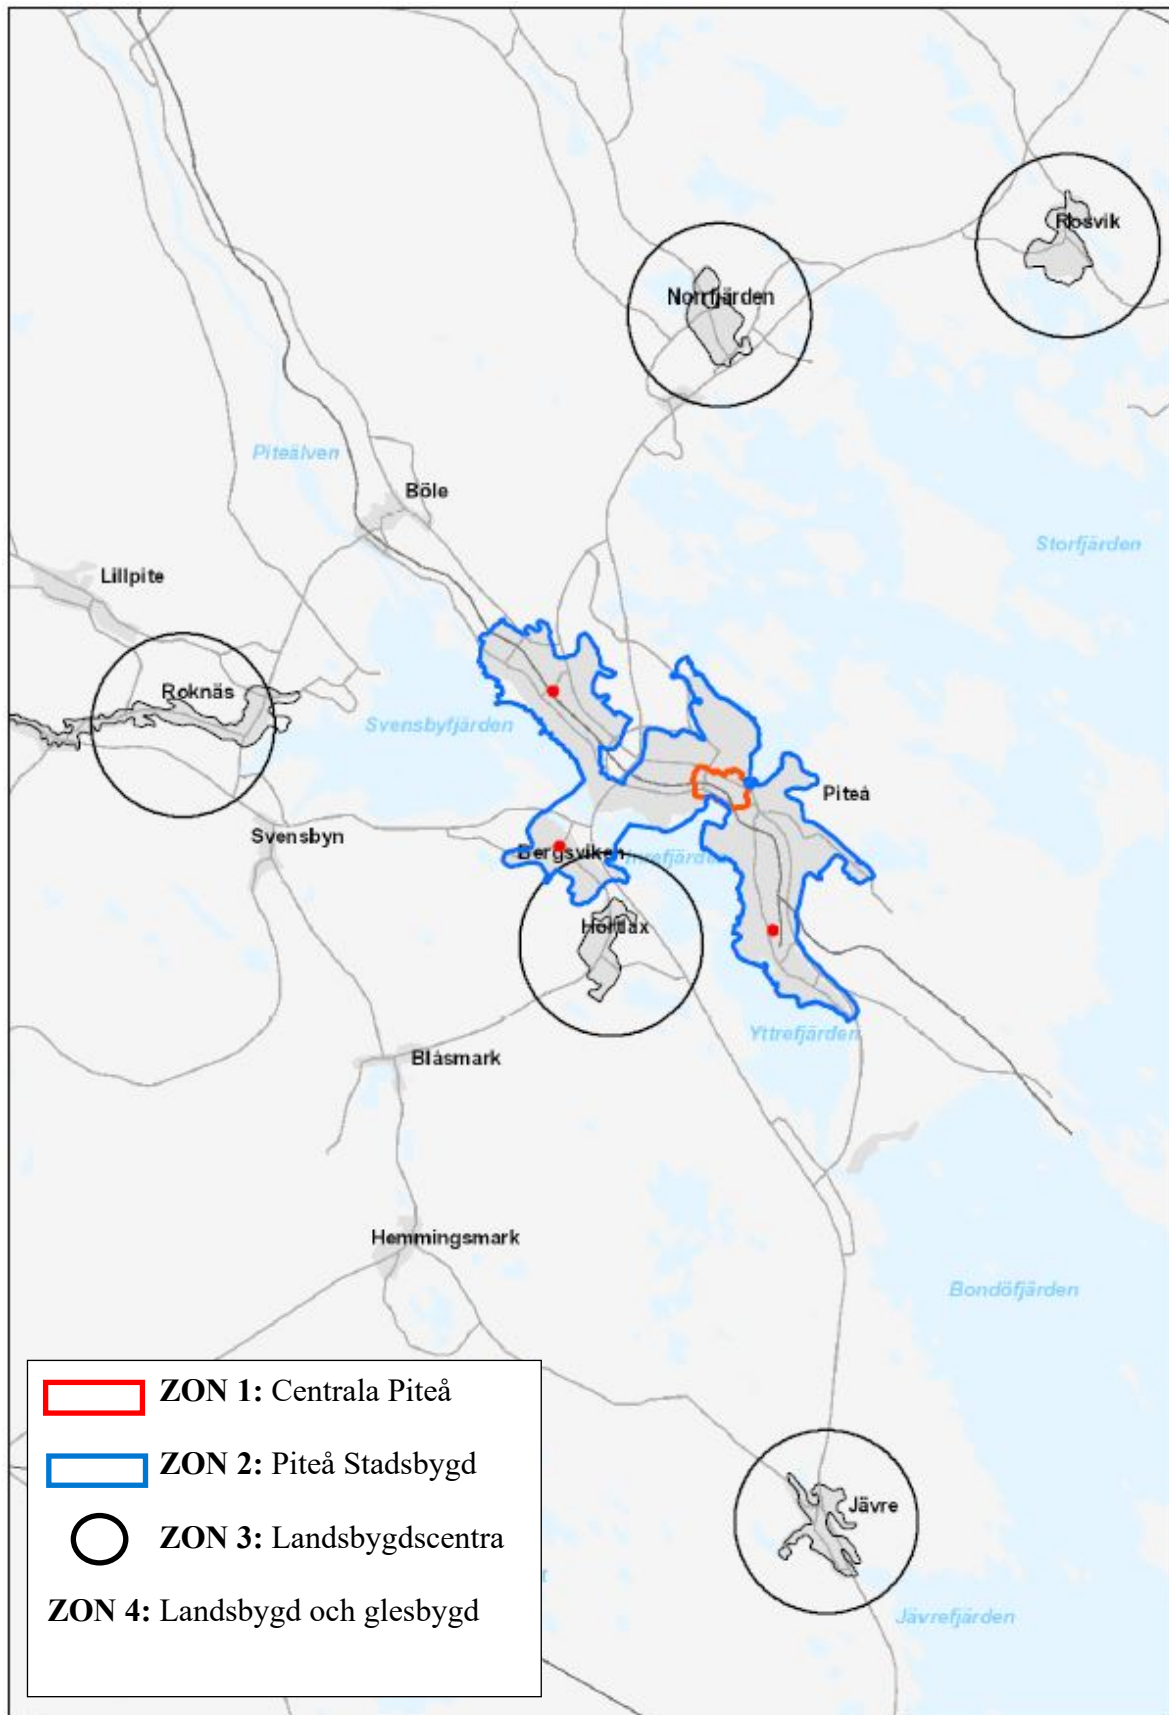 Rosvik
Norrfjärden
Piteälven
Böle
Storfjärden
Lillpite
Roknäs
Svensbyfjärden
Piteå
Svensbyn
Bergsviken
Inrefjärden
Hortlax
Yttrefjärden
Blåsmark
Hemmingsmark
Bondöfjärden
ZON 1: Centrala Piteå
ZON 2: Piteå Stadsbygd
ZON 3: Landsbygdscentra
ZON 4: Landsbygd och glesbygd
Jävre
Jävrefjärden